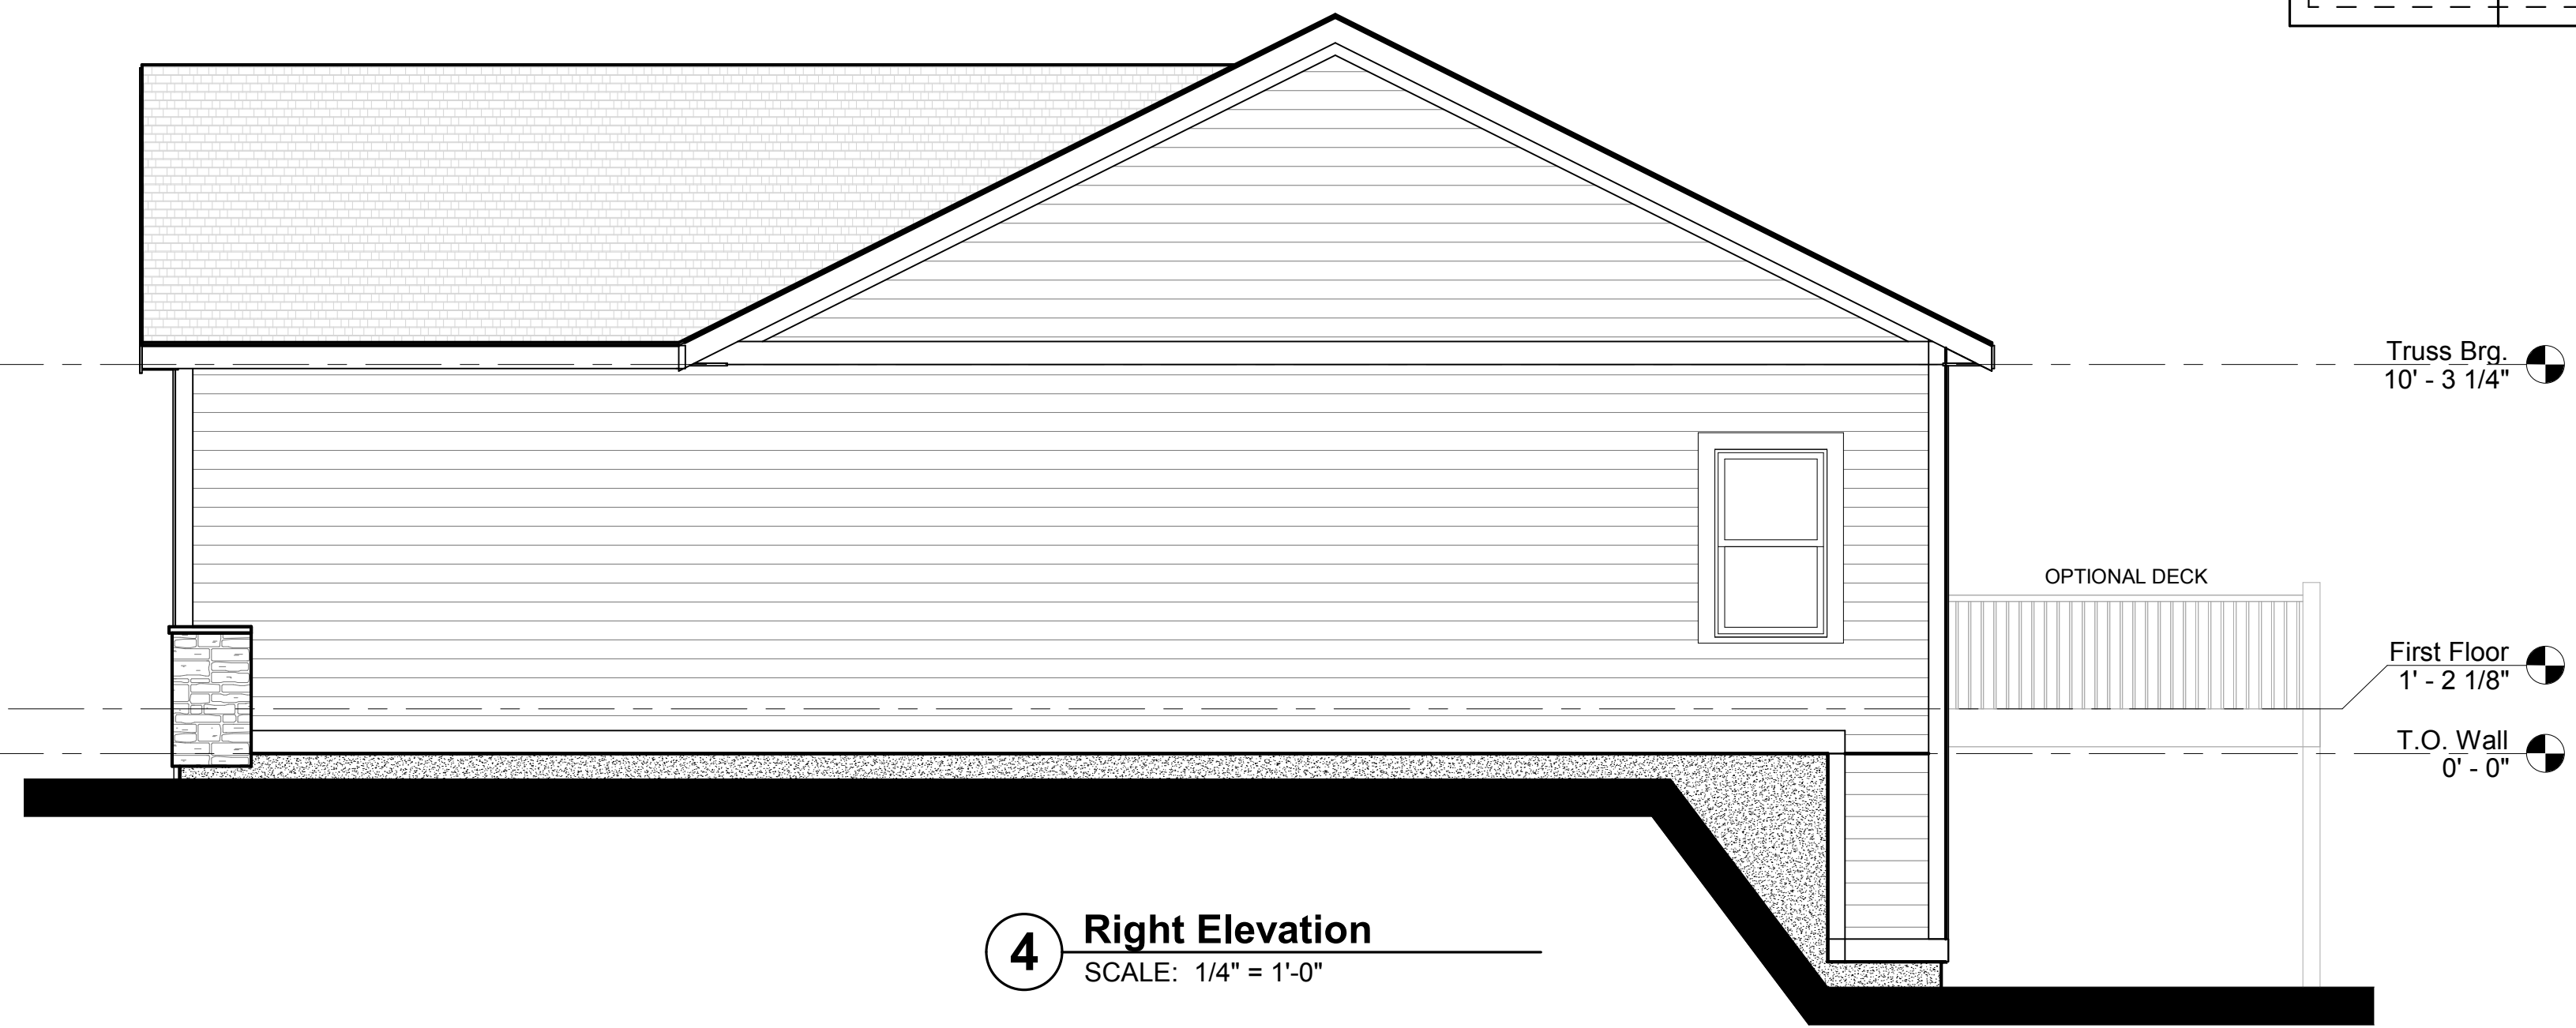 Truss Brg.
10' - 3 1/4"
OPTIONAL DECK
First Floor
1' - 2 1/8"
T.O. Wall
0' - 0"
4
Right Elevation
SCALE: 1/4" = 1'-0"